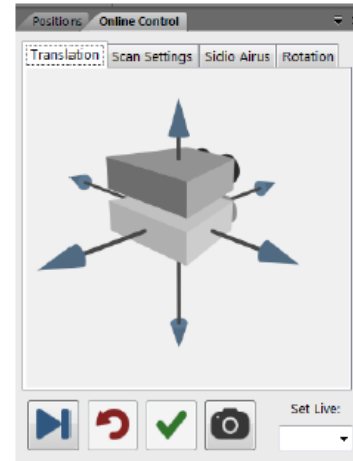 Positions Online Control
Translation Scan Settings Sidio Airus Rotation
Set Live: